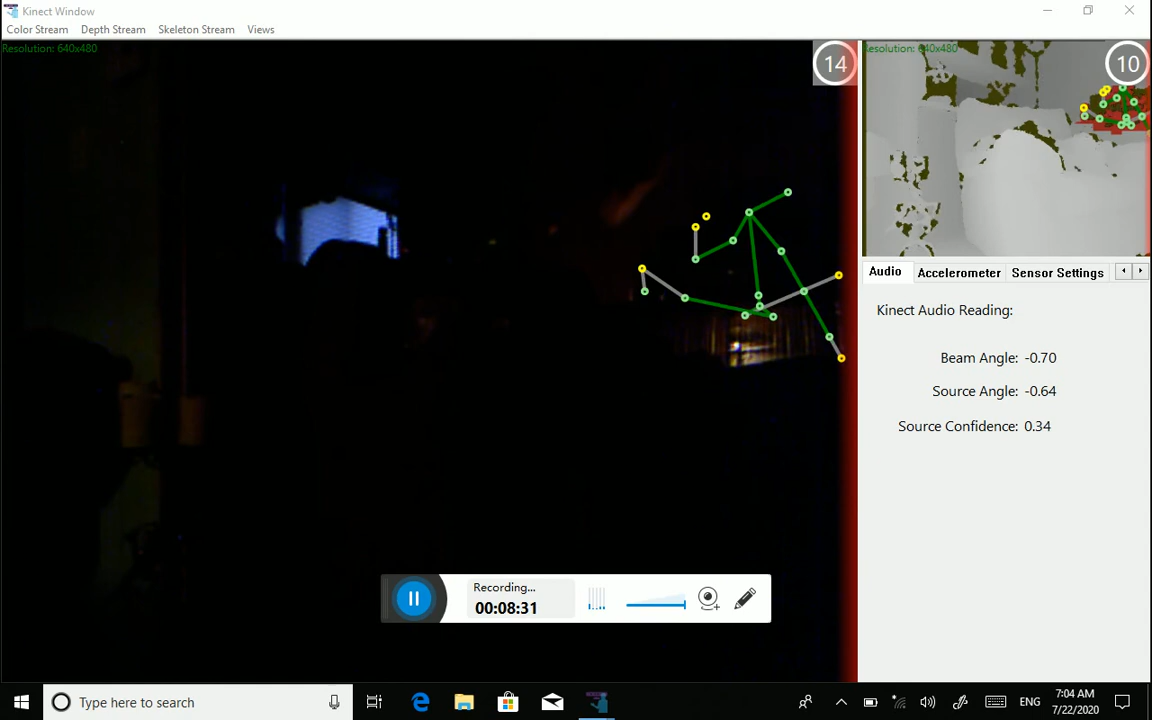 Kinect Window
Color Stream Depth Stream Skeleton Stream Views
Resolution: 640x480
14
Resolution: 640x480
10
Audio Accelerometer Sensor Settings
Kinect Audio Reading:
Beam Angle: -0.70
Source Angle: -0.64
Source Confidence: 0.34
Recording...
00:08:31
Type here to search
ENG
7:04 AM
7/22/2020